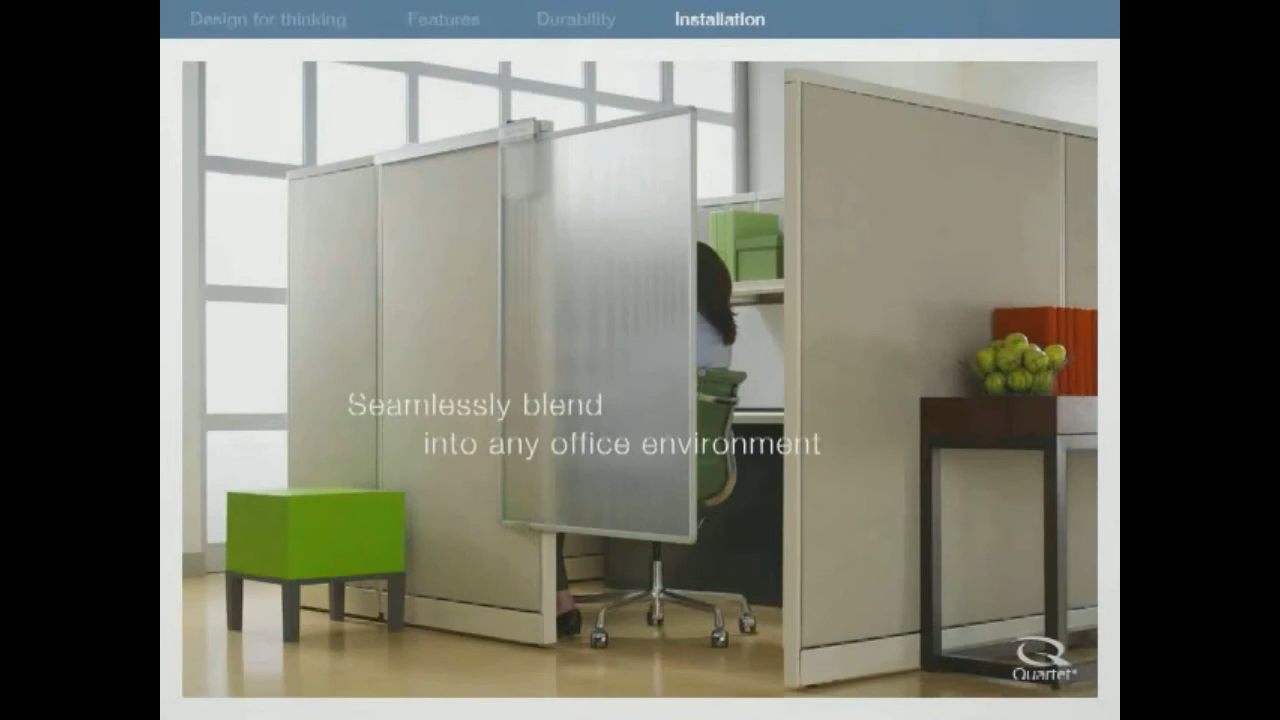 Design for thinking Features Durability Installation
Seamlessly blend
into any office environment
Quartet®